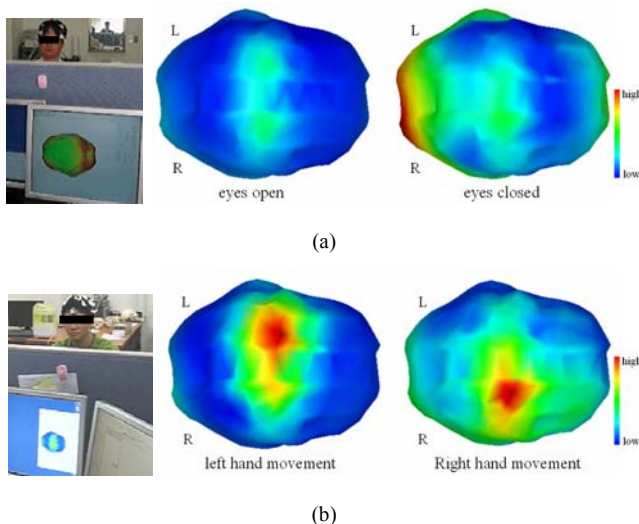 L
R
eyes open
L
R
eyes closed
high
low
(a)
L
R
left hand movement
L
R
Right hand movement
high
low
(b)